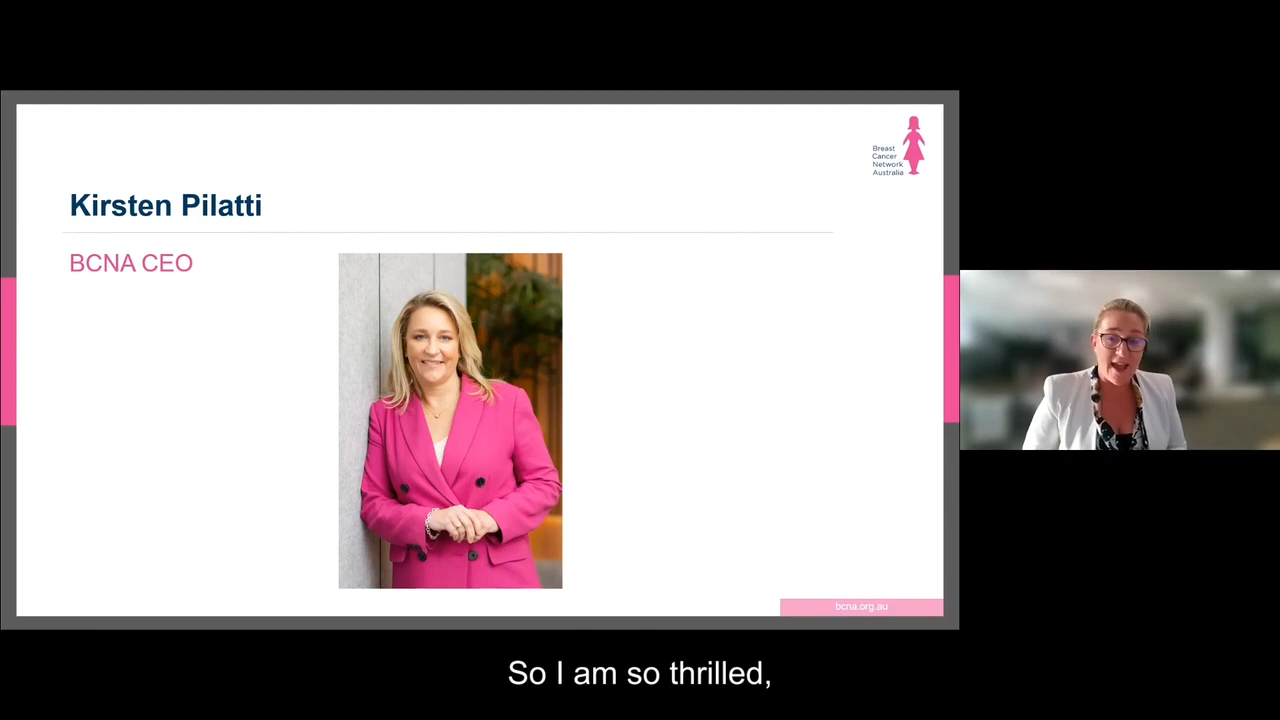 Breast
Cancer
Network
Australia
Kirsten Pilatti
BCNA CEO
bcna.org.au
So I am so thrilled,